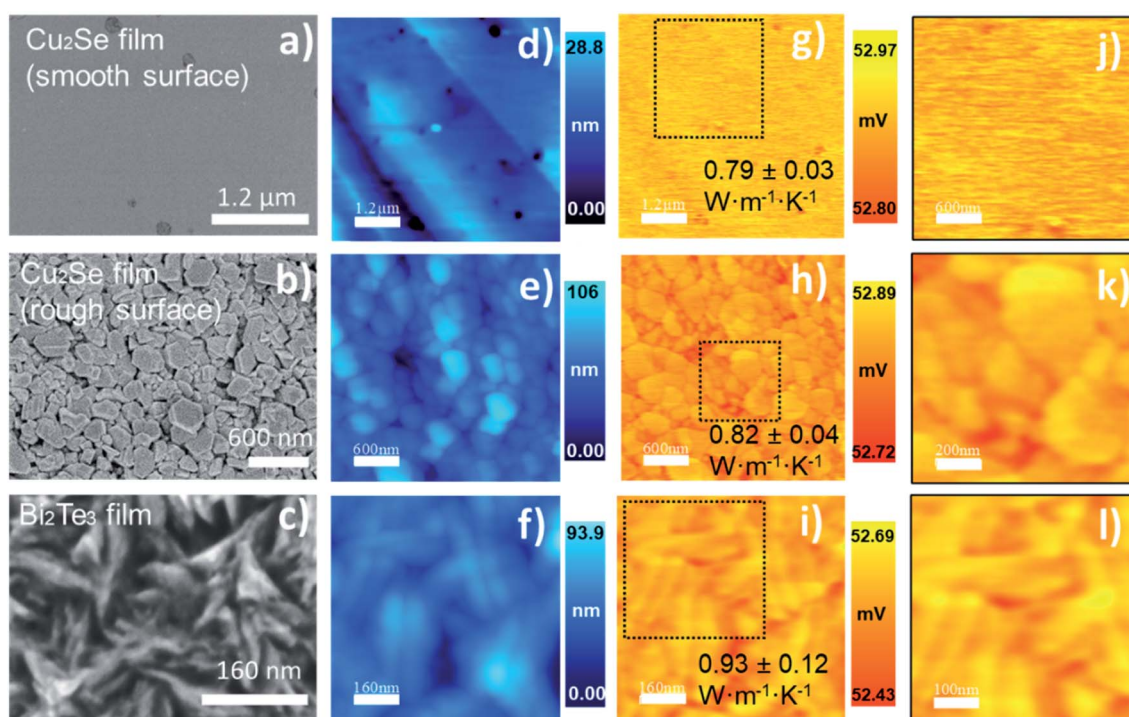 Cu₂Se film
(smooth surface)
a)
1.2 μm
d)
1.2μm
28.8
nm
0.00
g)
0.79 ± 0.03
W·m⁻¹·K⁻¹
1.2μm
52.97
mV
52.80
j)
600nm
Cu₂Se film
(rough surface)
b)
600 nm
e)
600nm
106
nm
0.00
h)
0.82 ± 0.04
W·m⁻¹·K⁻¹
600nm
52.89
mV
52.72
k)
200nm
Bi₂Te₃ film
c)
160 nm
f)
160nm
93.9
nm
0.00
i)
0.93 ± 0.12
W·m⁻¹·K⁻¹
160nm
52.69
mV
52.43
l)
100nm